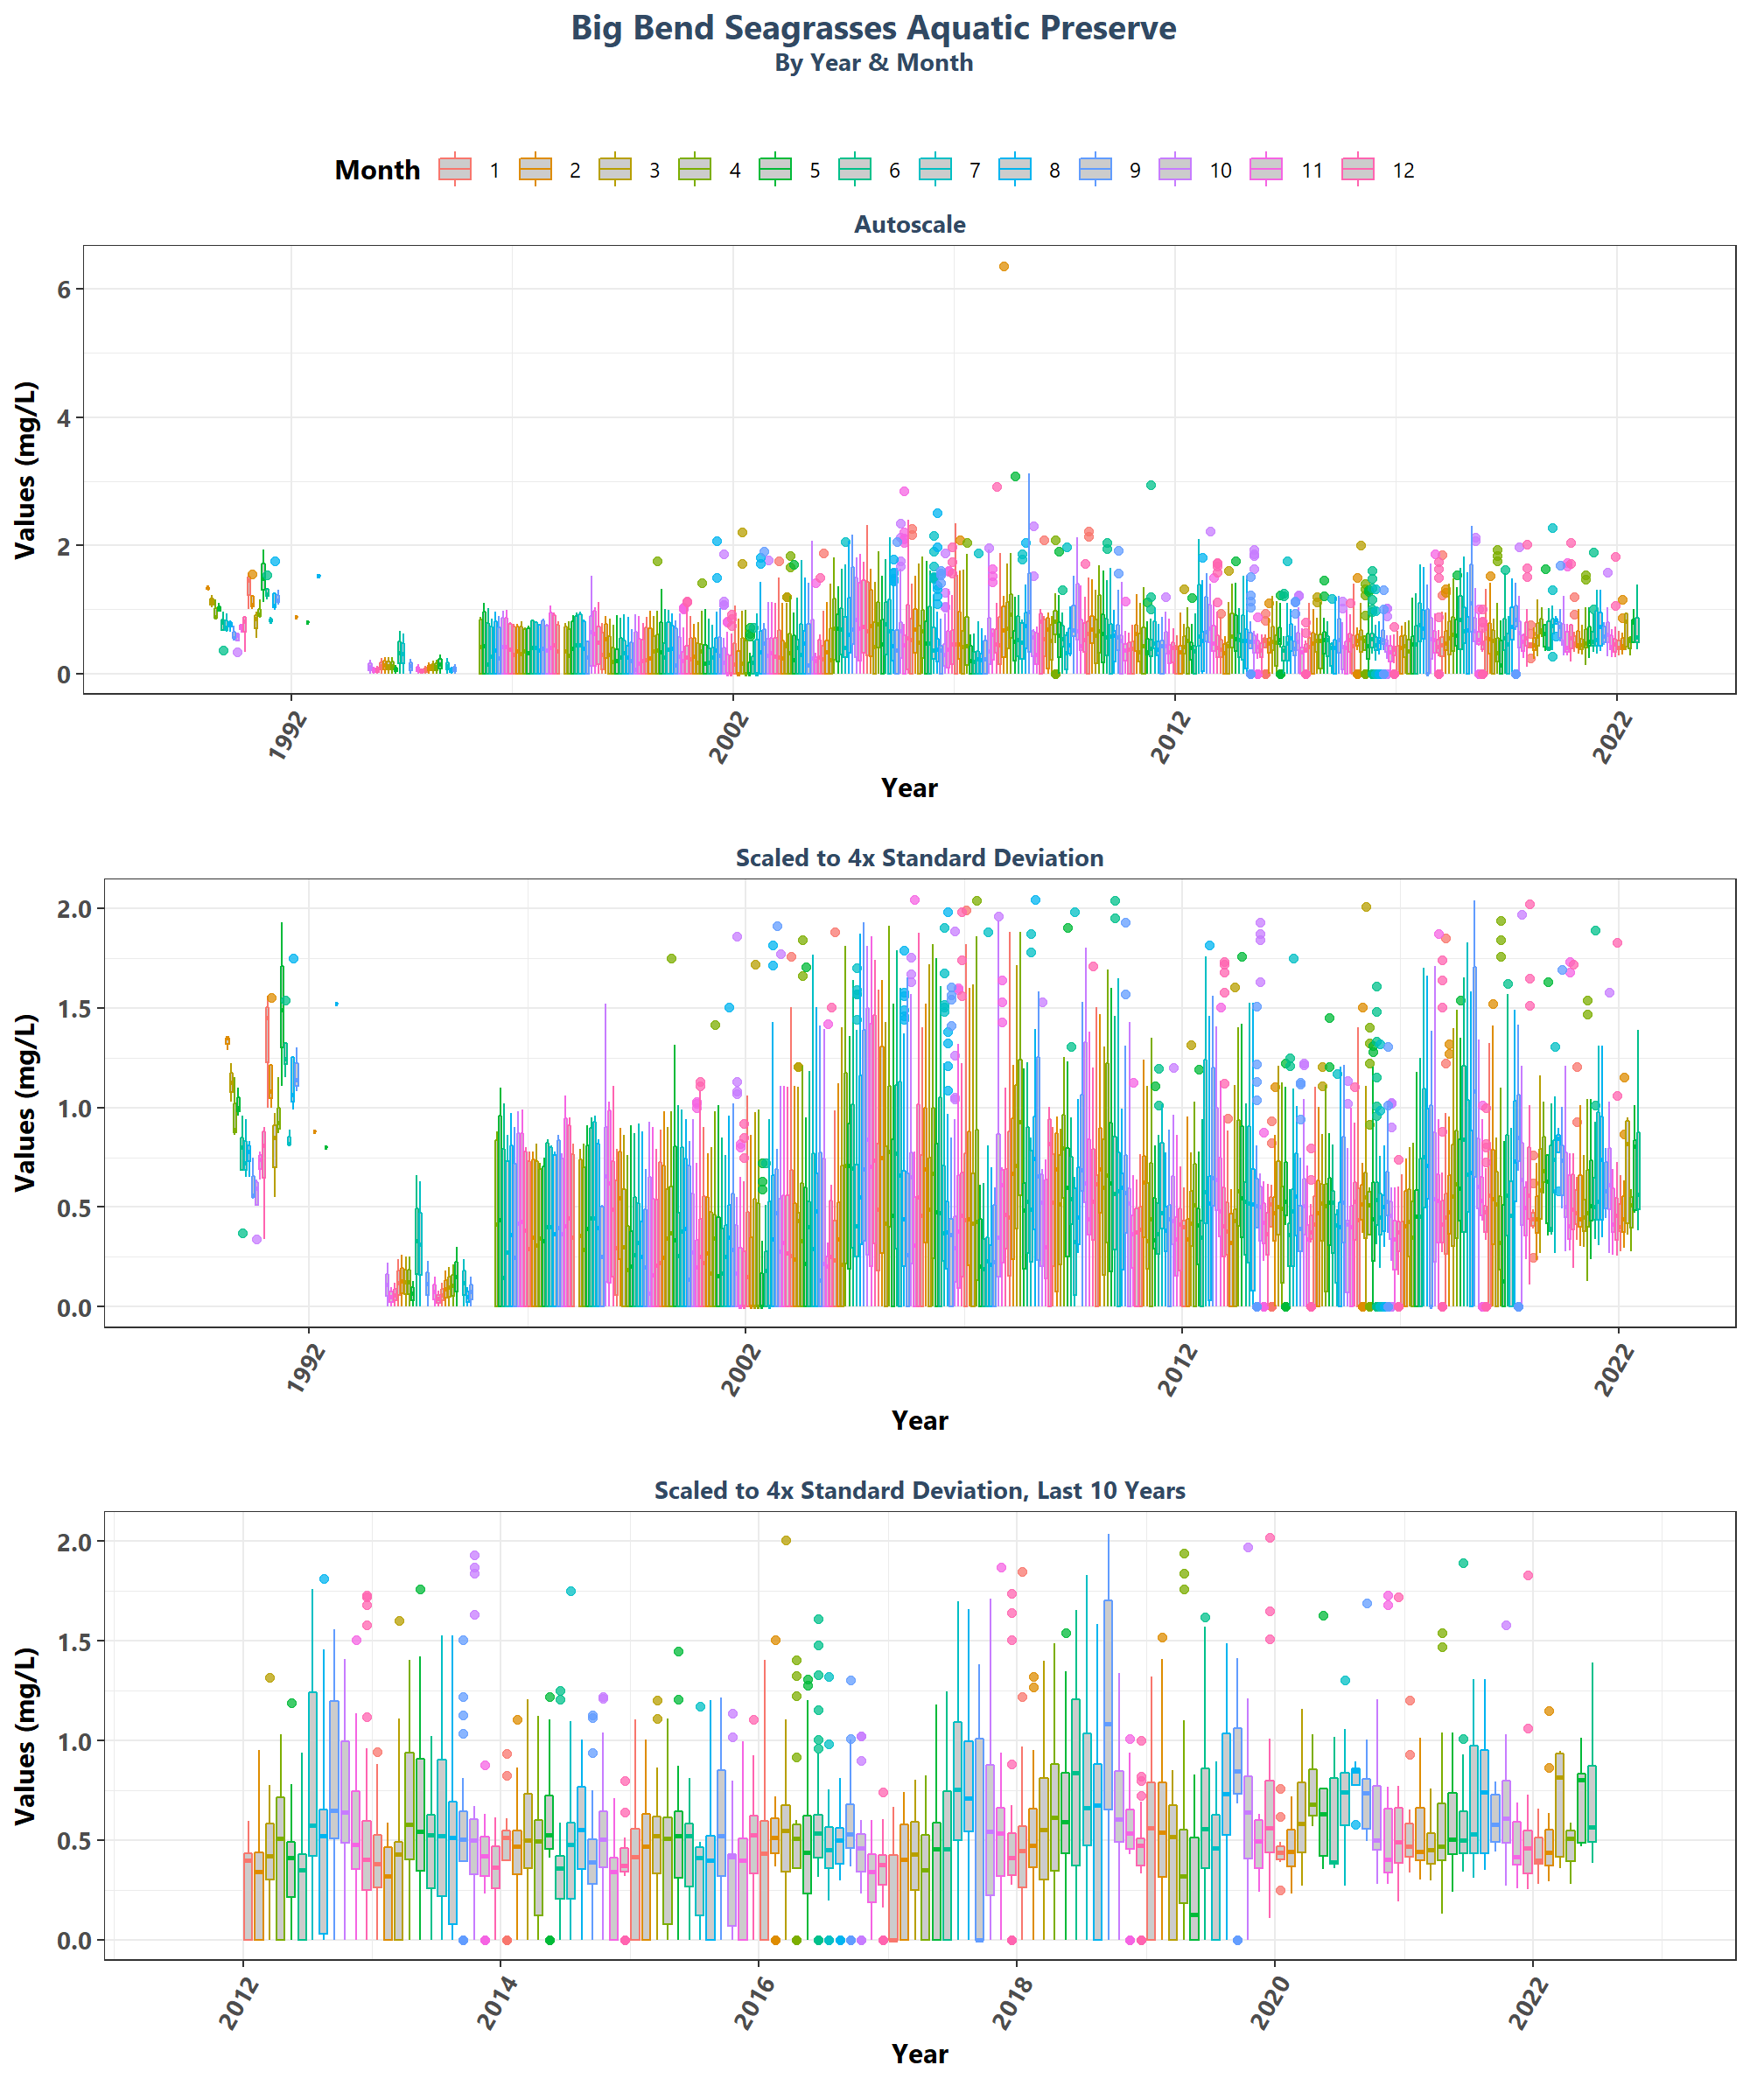 Big Bend Seagrasses Aquatic Preserve
By Year & Month
Month 1 2 3 4 5 6 7 8 9 10 11 12
Autoscale
Values (mg/L)
6
4
2
0
1992 2002 2012 2022
Year
Scaled to 4x Standard Deviation
Values (mg/L)
2.0
1.5
1.0
0.5
0.0
1992 2002 2012 2022
Year
Scaled to 4x Standard Deviation, Last 10 Years
Values (mg/L)
2.0
1.5
1.0
0.5
0.0
2012 2014 2016 2018 2020 2022
Year